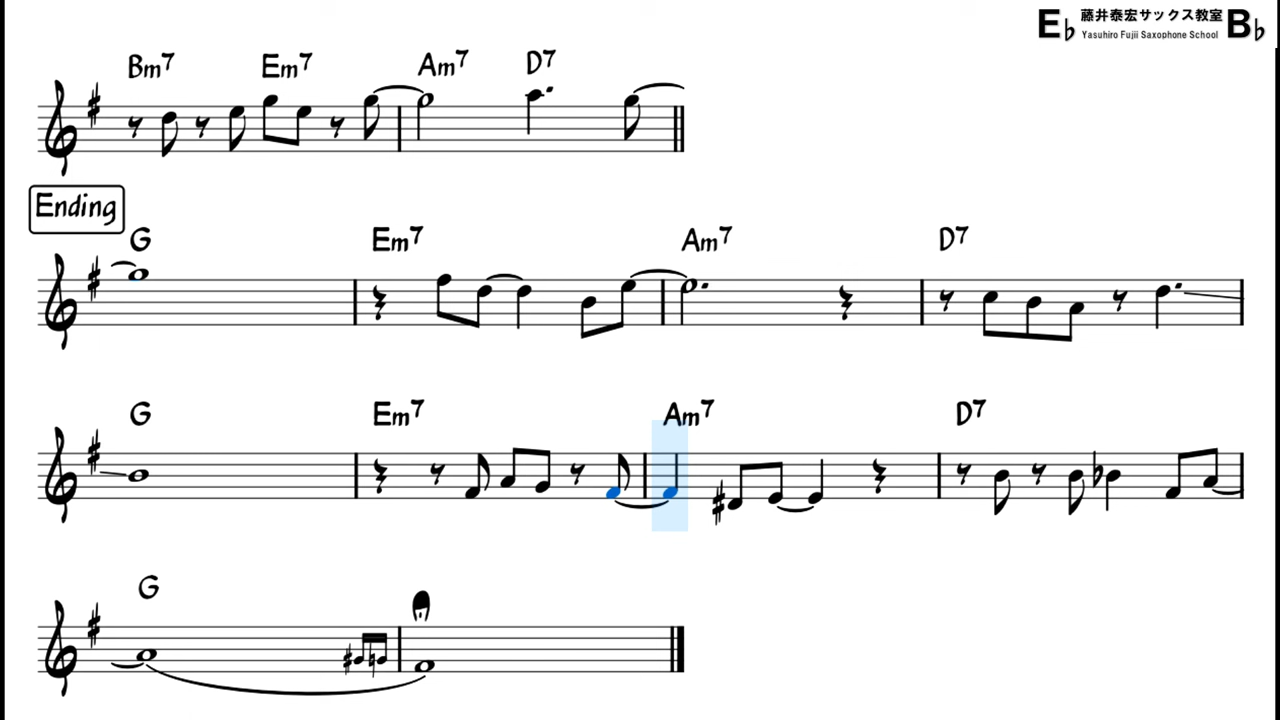 E♭ 藤井泰宏サックス教室 B♭
Yasuhiro Fujii Saxophone School
Bm7 Em7 Am7 D7
Ending
G Em7 Am7 D7
G Em7 Am7 D7
G